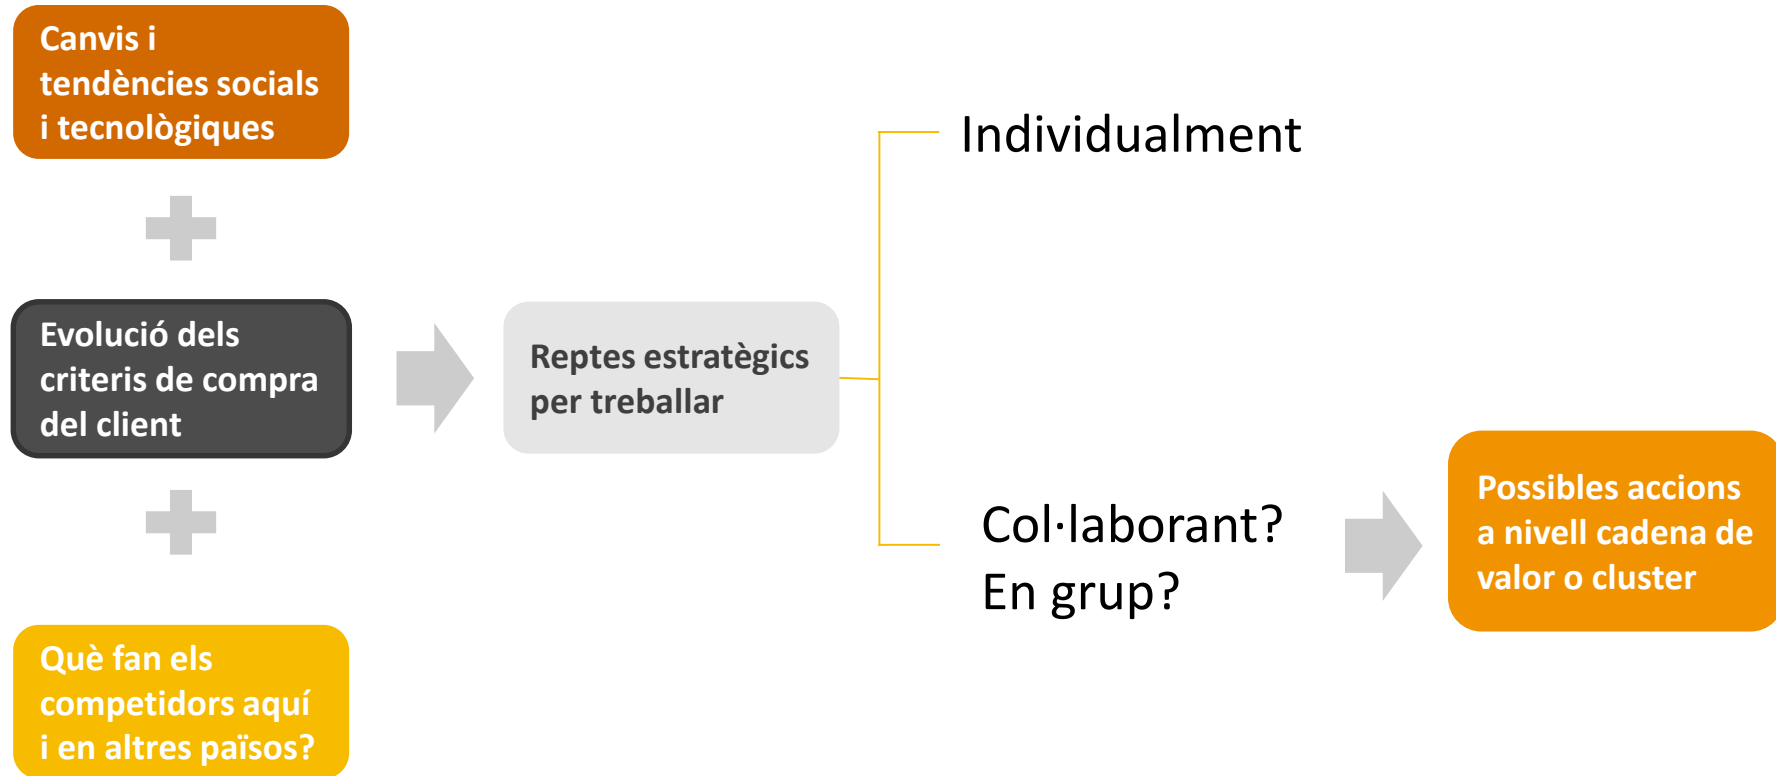 Canvis i
tendències socials
i tecnològiques
Evolució dels
criteris de compra
del client
Què fan els
competidors aquí
i en altres països?
Reptes estratègics
per treballar
Individualment
Col·laborant?
En grup?
Possibles accions
a nivell cadena de
valor o cluster